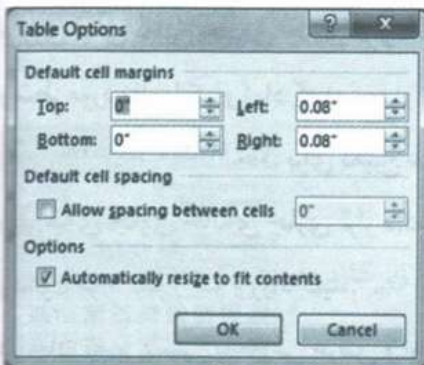 Table Options
Default cell margins
Top: 0" Left: 0.08"
Bottom: 0" Right: 0.08"
Default cell spacing
Allow spacing between cells 0"
Options
Automatically resize to fit contents
OK Cancel